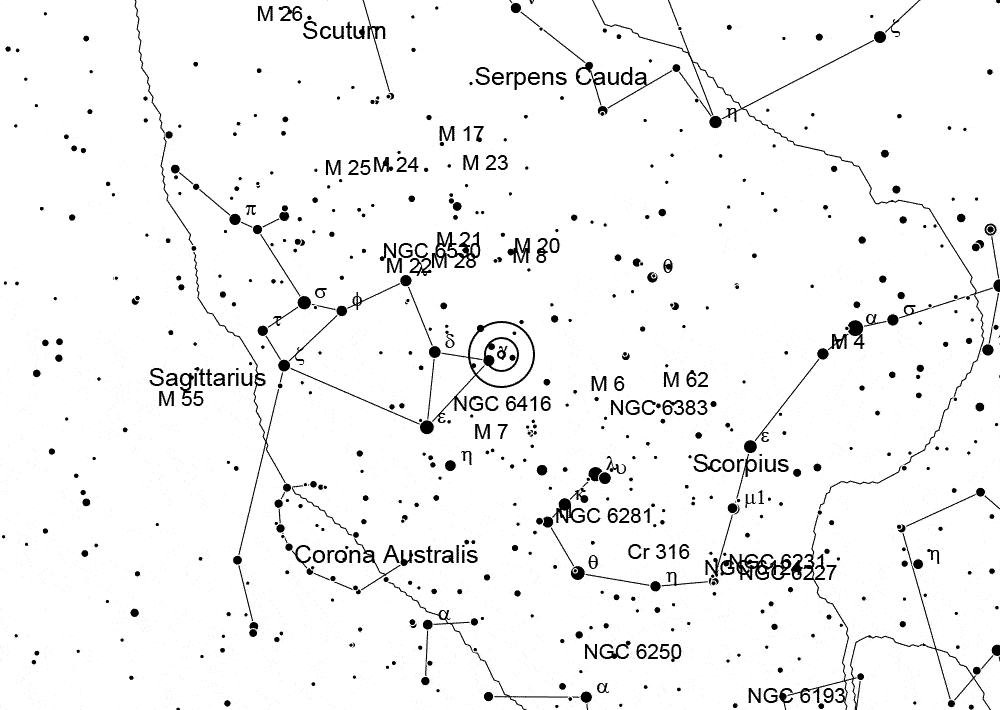 M 26
Scutum
ζ
Serpens Cauda
η
M 17
M 25
M 24
M 23
π
M 21
M 20
NGC 6530
M 8
M 22
λ
M 28
θ
σ
φ
τ
α
σ
δ
γ
M 4
ζ
Sagittarius
M 55
M 6
M 62
NGC 6416
NGC 6383
ε
M 7
η
ε
Scorpius
λ
υ
κ
μ1
NGC 6281
Corona Australis
θ
Cr 316
η
NGC 6231
NGC 6124
NGC 6227
η
α
NGC 6250
α
NGC 6193